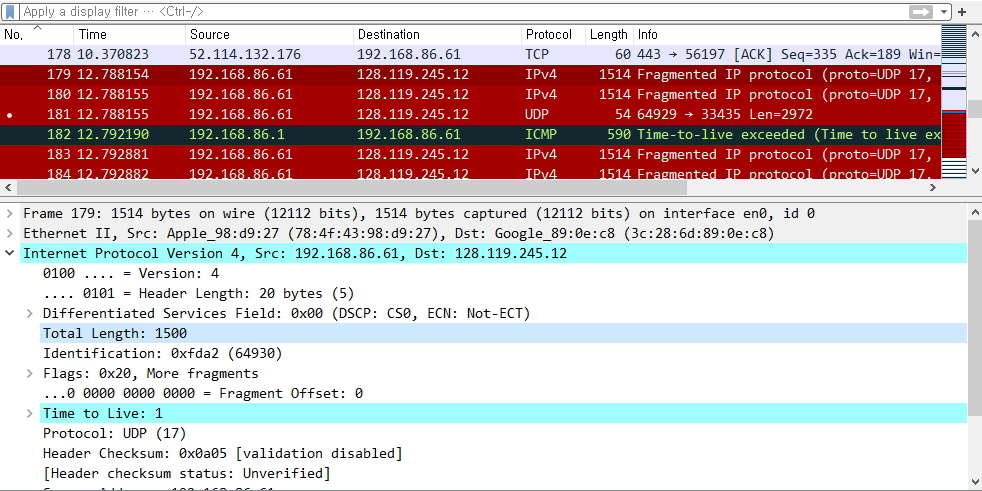 Apply a display filter ... <Ctrl-/>
No. Time Source Destination Protocol Length Info
178 10.370823 52.114.132.176 192.168.86.61 TCP 60 443 → 56197 [ACK] Seq=335 Ack=189 Win=
179 12.788154 192.168.86.61 128.119.245.12 IPv4 1514 Fragmented IP protocol (proto=UDP 17,
180 12.788155 192.168.86.61 128.119.245.12 IPv4 1514 Fragmented IP protocol (proto=UDP 17,
181 12.788155 192.168.86.61 128.119.245.12 UDP 54 64929 → 33435 Len=2972
182 12.792190 192.168.86.1 192.168.86.61 ICMP 590 Time-to-live exceeded (Time to live ex
183 12.792881 192.168.86.61 128.119.245.12 IPv4 1514 Fragmented IP protocol (proto=UDP 17,
184 12.792882 192.168.86.61 128.119.245.12 IPv4 1514 Fragmented IP protocol (proto=UDP 17,
Frame 179: 1514 bytes on wire (12112 bits), 1514 bytes captured (12112 bits) on interface en0, id 0
Ethernet II, Src: Apple_98:d9:27 (78:4f:43:98:d9:27), Dst: Google_89:0e:c8 (3c:28:6d:89:0e:c8)
Internet Protocol Version 4, Src: 192.168.86.61, Dst: 128.119.245.12
0100 .... = Version: 4
.... 0101 = Header Length: 20 bytes (5)
Differentiated Services Field: 0x00 (DSCP: CS0, ECN: Not-ECT)
Total Length: 1500
Identification: 0xfda2 (64930)
Flags: 0x20, More fragments
...0 0000 0000 0000 = Fragment Offset: 0
Time to Live: 1
Protocol: UDP (17)
Header Checksum: 0x0a05 [validation disabled]
[Header checksum status: Unverified]